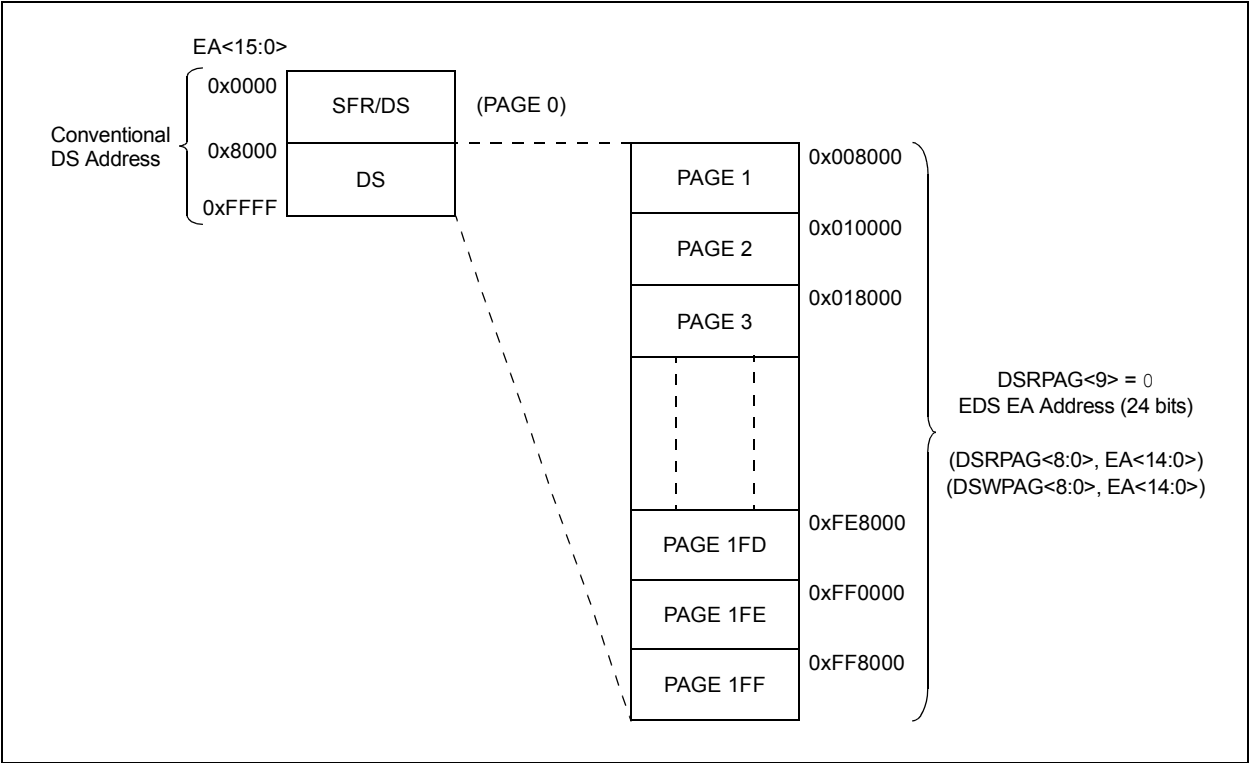 EA<15:0>
0x0000
SFR/DS
(PAGE 0)
Conventional
DS Address
0x8000
DS
0xFFFF
PAGE 1
0x008000
PAGE 2
0x010000
PAGE 3
0x018000
DSRPAG<9> = 0
EDS EA Address (24 bits)
(DSRPAG<8:0>, EA<14:0>)
(DSWPAG<8:0>, EA<14:0>)
PAGE 1FD
0xFE8000
PAGE 1FE
0xFF0000
PAGE 1FF
0xFF8000